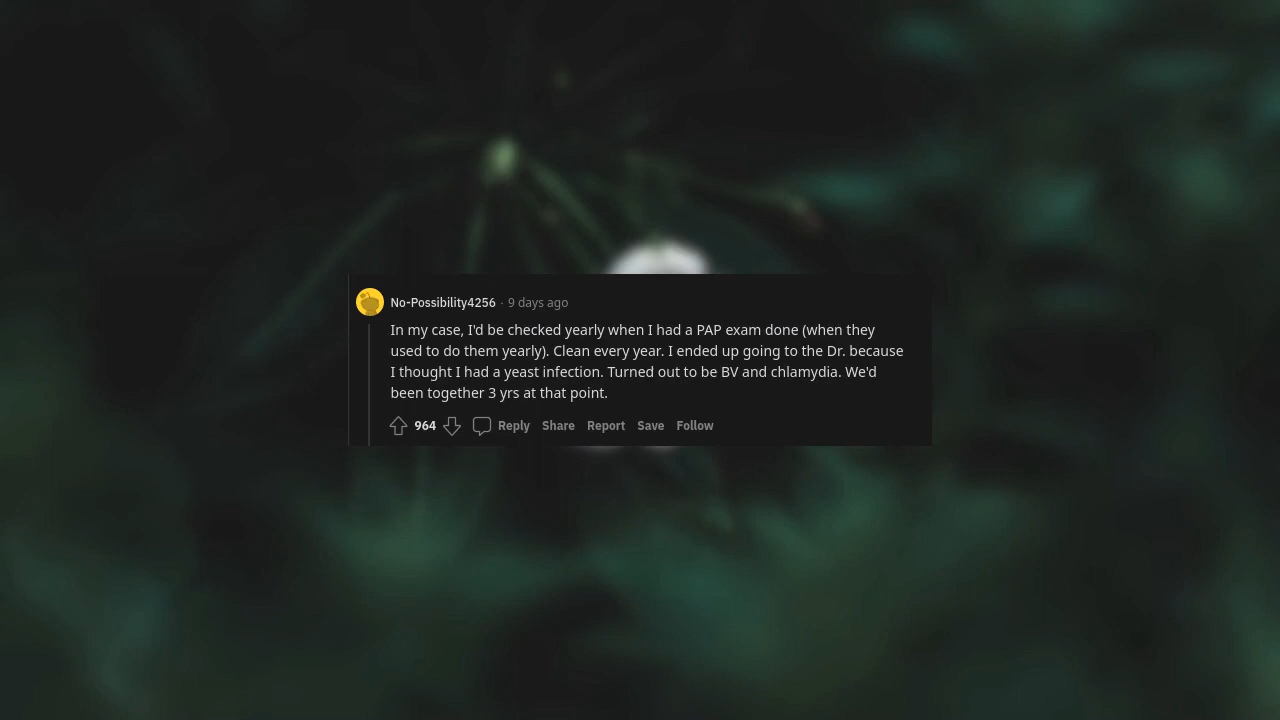 No-Possibility4256 · 9 days ago
In my case, I'd be checked yearly when I had a PAP exam done (when they
used to do them yearly). Clean every year. I ended up going to the Dr. because
I thought I had a yeast infection. Turned out to be BV and chlamydia. We'd
been together 3 yrs at that point.
964 Reply Share Report Save Follow